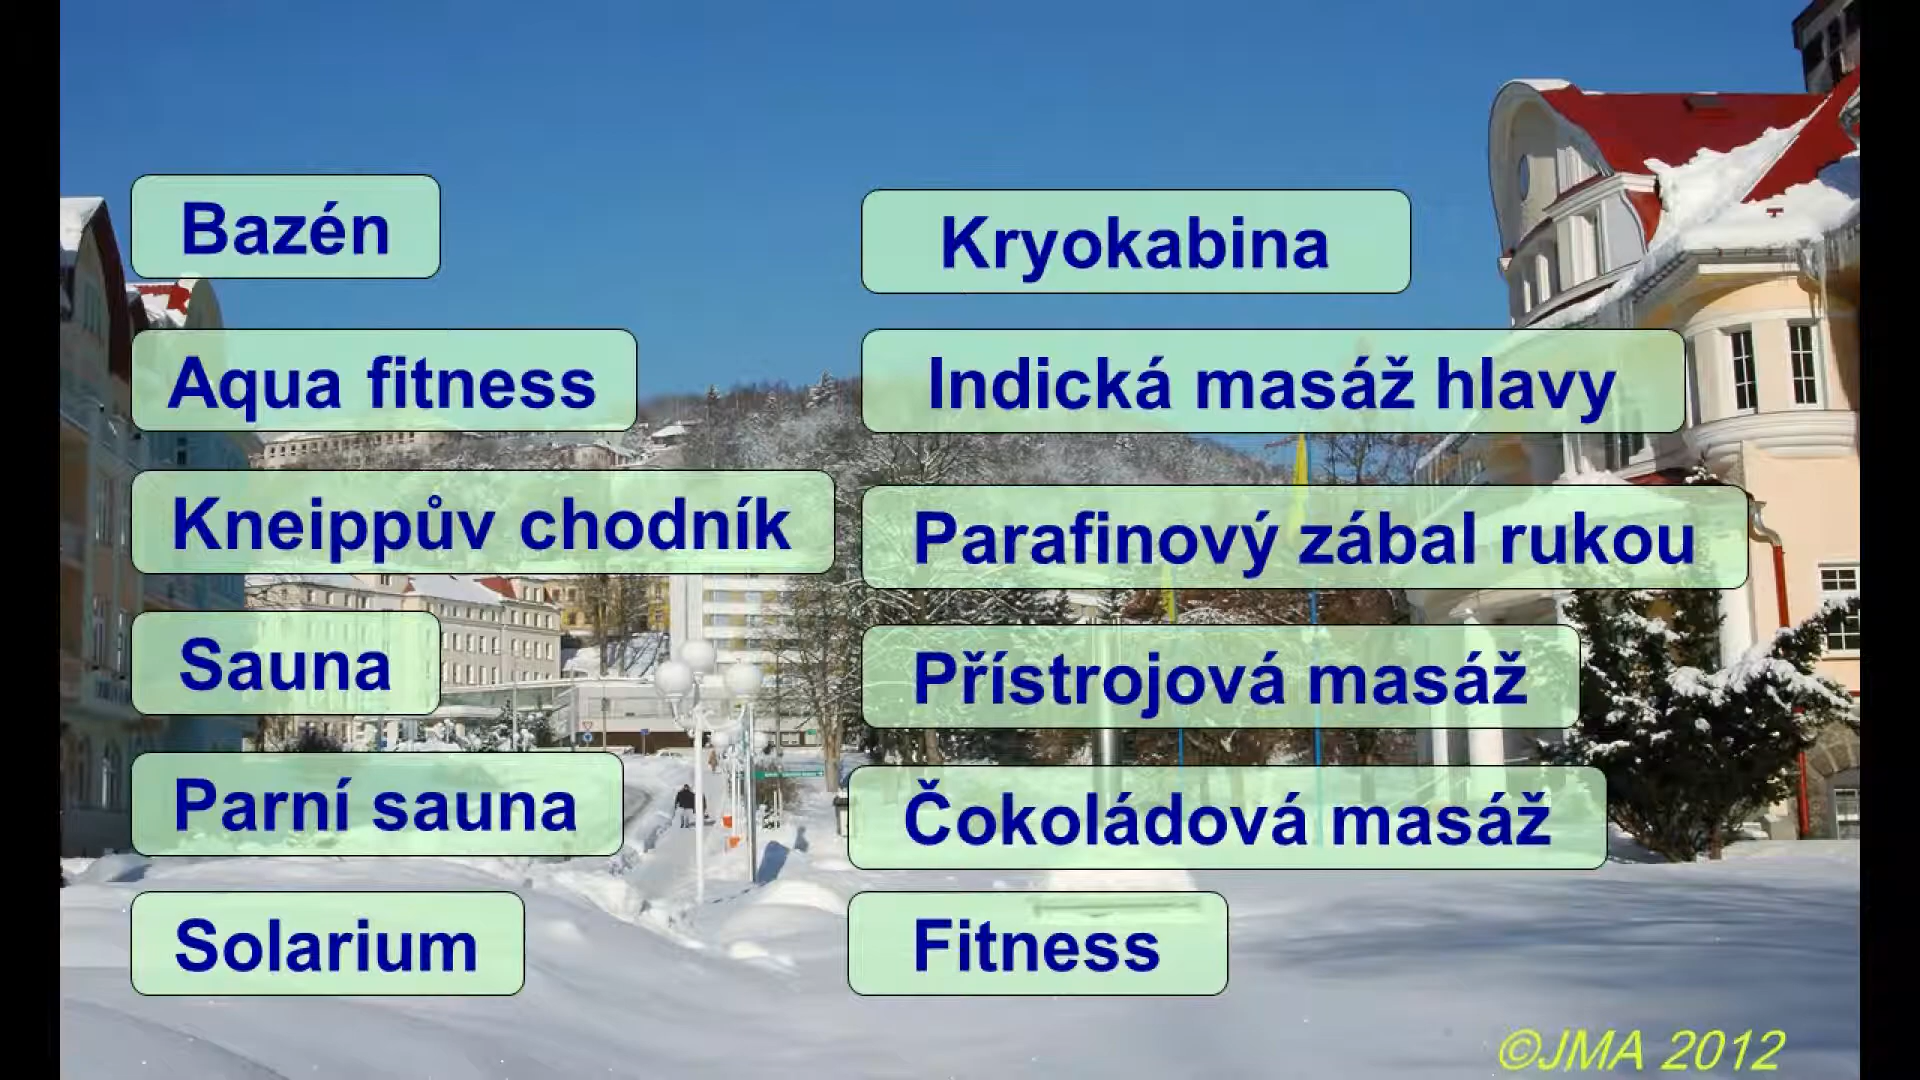 Bazén
Aqua fitness
Kneippův chodník
Sauna
Parní sauna
Solarium
Kryokabina
Indická masáž hlavy
Parafinový zábal rukou
Přístrojová masáž
Čokoládová masáž
Fitness
©JMA 2012